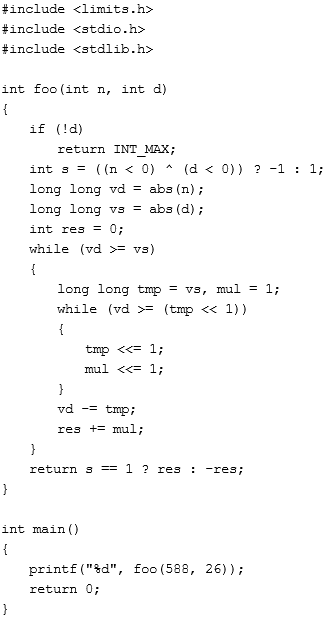 #include <limits.h>
#include <stdio.h>
#include <stdlib.h>

int foo(int n, int d)
{
    if (!d)
        return INT_MAX;
    int s = ((n < 0) ^ (d < 0)) ? -1 : 1;
    long long vd = abs(n);
    long long vs = abs(d);
    int res = 0;
    while (vd >= vs)
    {
        long long tmp = vs, mul = 1;
        while (vd >= (tmp << 1))
        {
            tmp <<= 1;
            mul <<= 1;
        }
        vd -= tmp;
        res += mul;
    }
    return s == 1 ? res : -res;
}

int main()
{
    printf("%d", foo(588, 26));
    return 0;
}